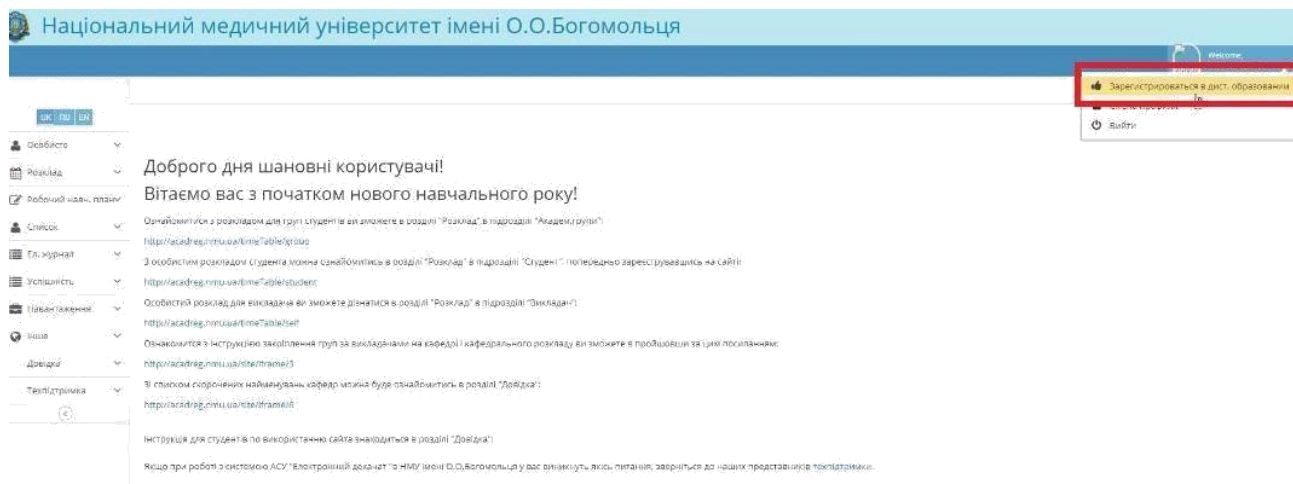 Національний медичний університет імені О.О.Богомольця
Welcome,
Зарегистрироваться в дист. образовании
Выйти
UK RU EN
Особисте
Розклад
Робочий навч. план
Список
Ел. журнал
Успішність
Навантаження
Інше
Довідка
Техпідтримка
Доброго дня шановні користувачі!
Вітаємо вас з початком нового навчального року!
Ознайомитися з розкладом для груп студентів ви зможете в розділі "Розклад" в підрозділі "Академ.групи":
http://acadreg.nmu.ua/timeTable/group
З особистим розкладом студента можна ознайомитись в розділі "Розклад" в підрозділі "Студент", попередньо зареєструвавшись на сайті:
http://acadreg.nmu.ua/timeTable/student
Особистий розклад для викладача ви зможете дізнатися в розділі "Розклад" в підрозділі "Викладач":
http://acadreg.nmu.ua/timeTable/self
Ознакомится з інструкцією закріплення груп за викладачами на кафедрі і кафедрального розкладу ви зможете в пройшовши за цим посиланням:
http://acadreg.nmu.ua/site/iframe/3
Зі списком скорочених найменувань кафедр можна буде ознайомитись в розділі "Довідка":
http://acadreg.nmu.ua/site/iframe/6
Інструкція для студентів по використанню сайта знаходиться в розділі "Довідка":
Якщо при роботі з системою АСУ "Електронний деканат "в НМУ імені О.О.Богомольця у вас виникнуть якісь питання, зверніться до наших представників техпідтримки.